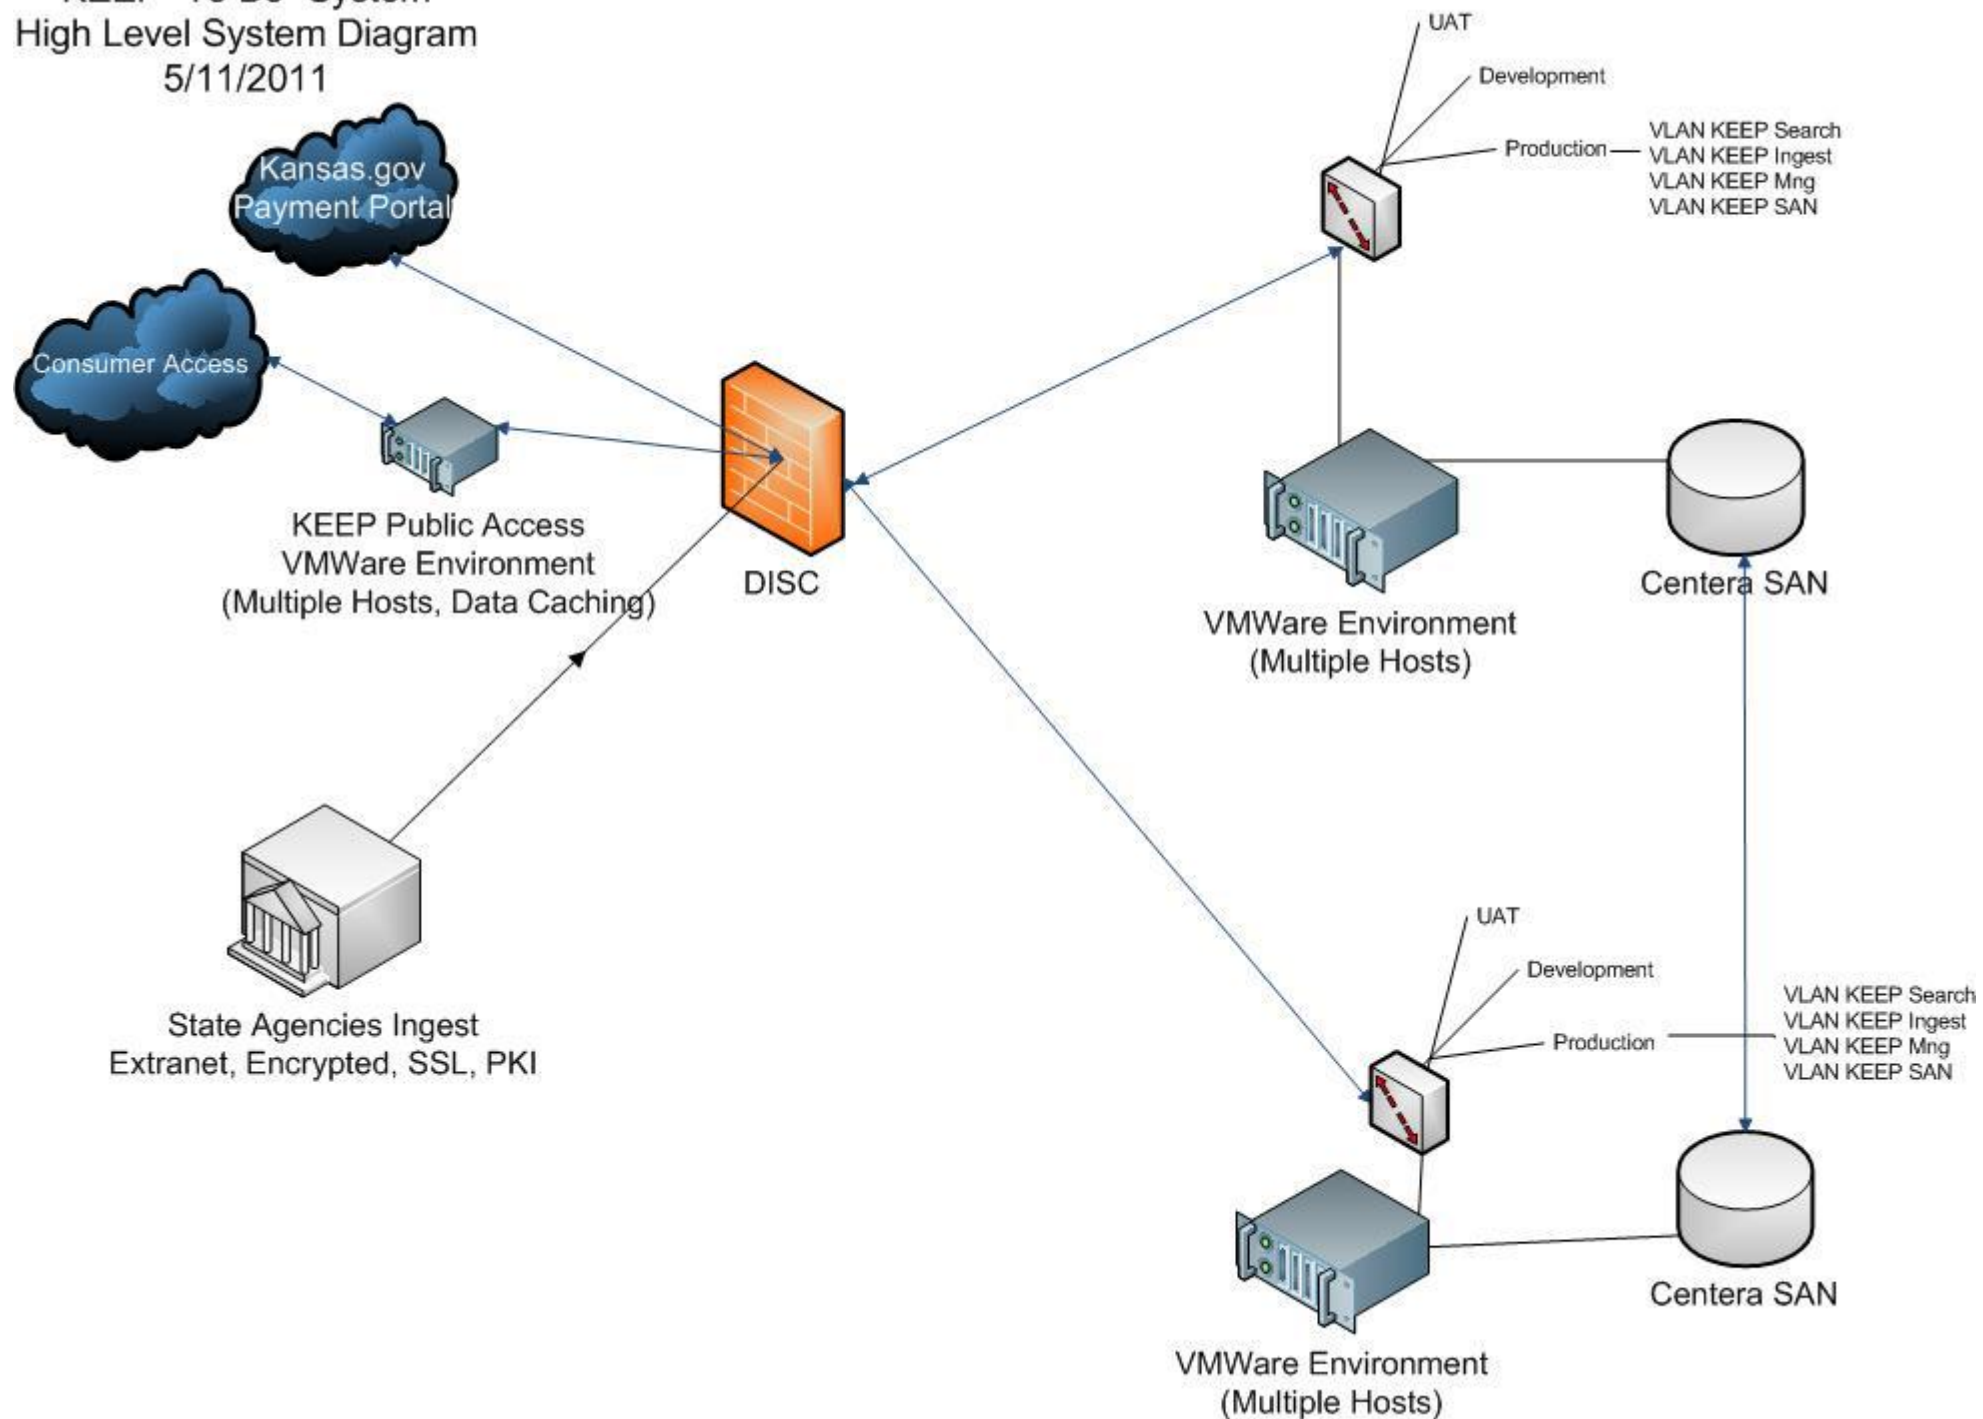 High Level System Diagram
5/11/2011
Kansas.gov
Payment Portal
Consumer Access
KEEP Public Access
VMWare Environment
(Multiple Hosts, Data Caching)
DISC
State Agencies Ingest
Extranet, Encrypted, SSL, PKI
UAT
Development
Production
VLAN KEEP Search
VLAN KEEP Ingest
VLAN KEEP Mng
VLAN KEEP SAN
VMWare Environment
(Multiple Hosts)
Centera SAN
UAT
Development
Production
VLAN KEEP Search
VLAN KEEP Ingest
VLAN KEEP Mng
VLAN KEEP SAN
VMWare Environment
(Multiple Hosts)
Centera SAN